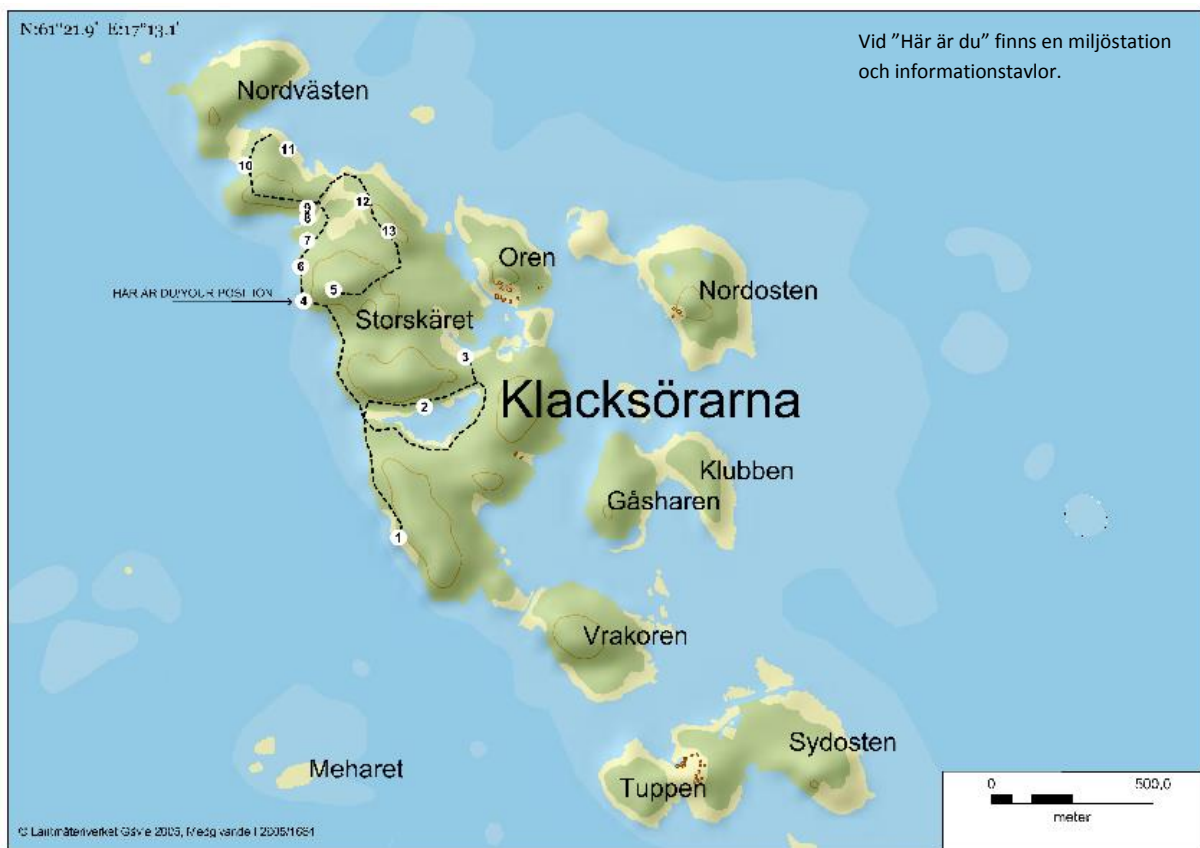 N:61°21.9' E:17°13.1'
Vid ”Här är du” finns en miljöstation
och informationstavlor.
Nordvästen
11
10
12
9
8
13
7
Oren
6
Nordosten
5
HÄR ÄR DU/YOUR POSITION
4
Storskäret
3
Klacksörarna
2
Klubben
Gåsharen
1
Vrakoren
Sydosten
Meharet
Tuppen
0 500,0
meter
© Lantmäteriverket Gävle 2005, Medgivande I 2005/1664